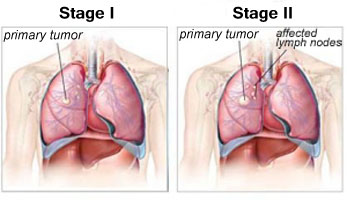 Stage I
primary tumor
Stage II
primary tumor
affected
lymph nodes